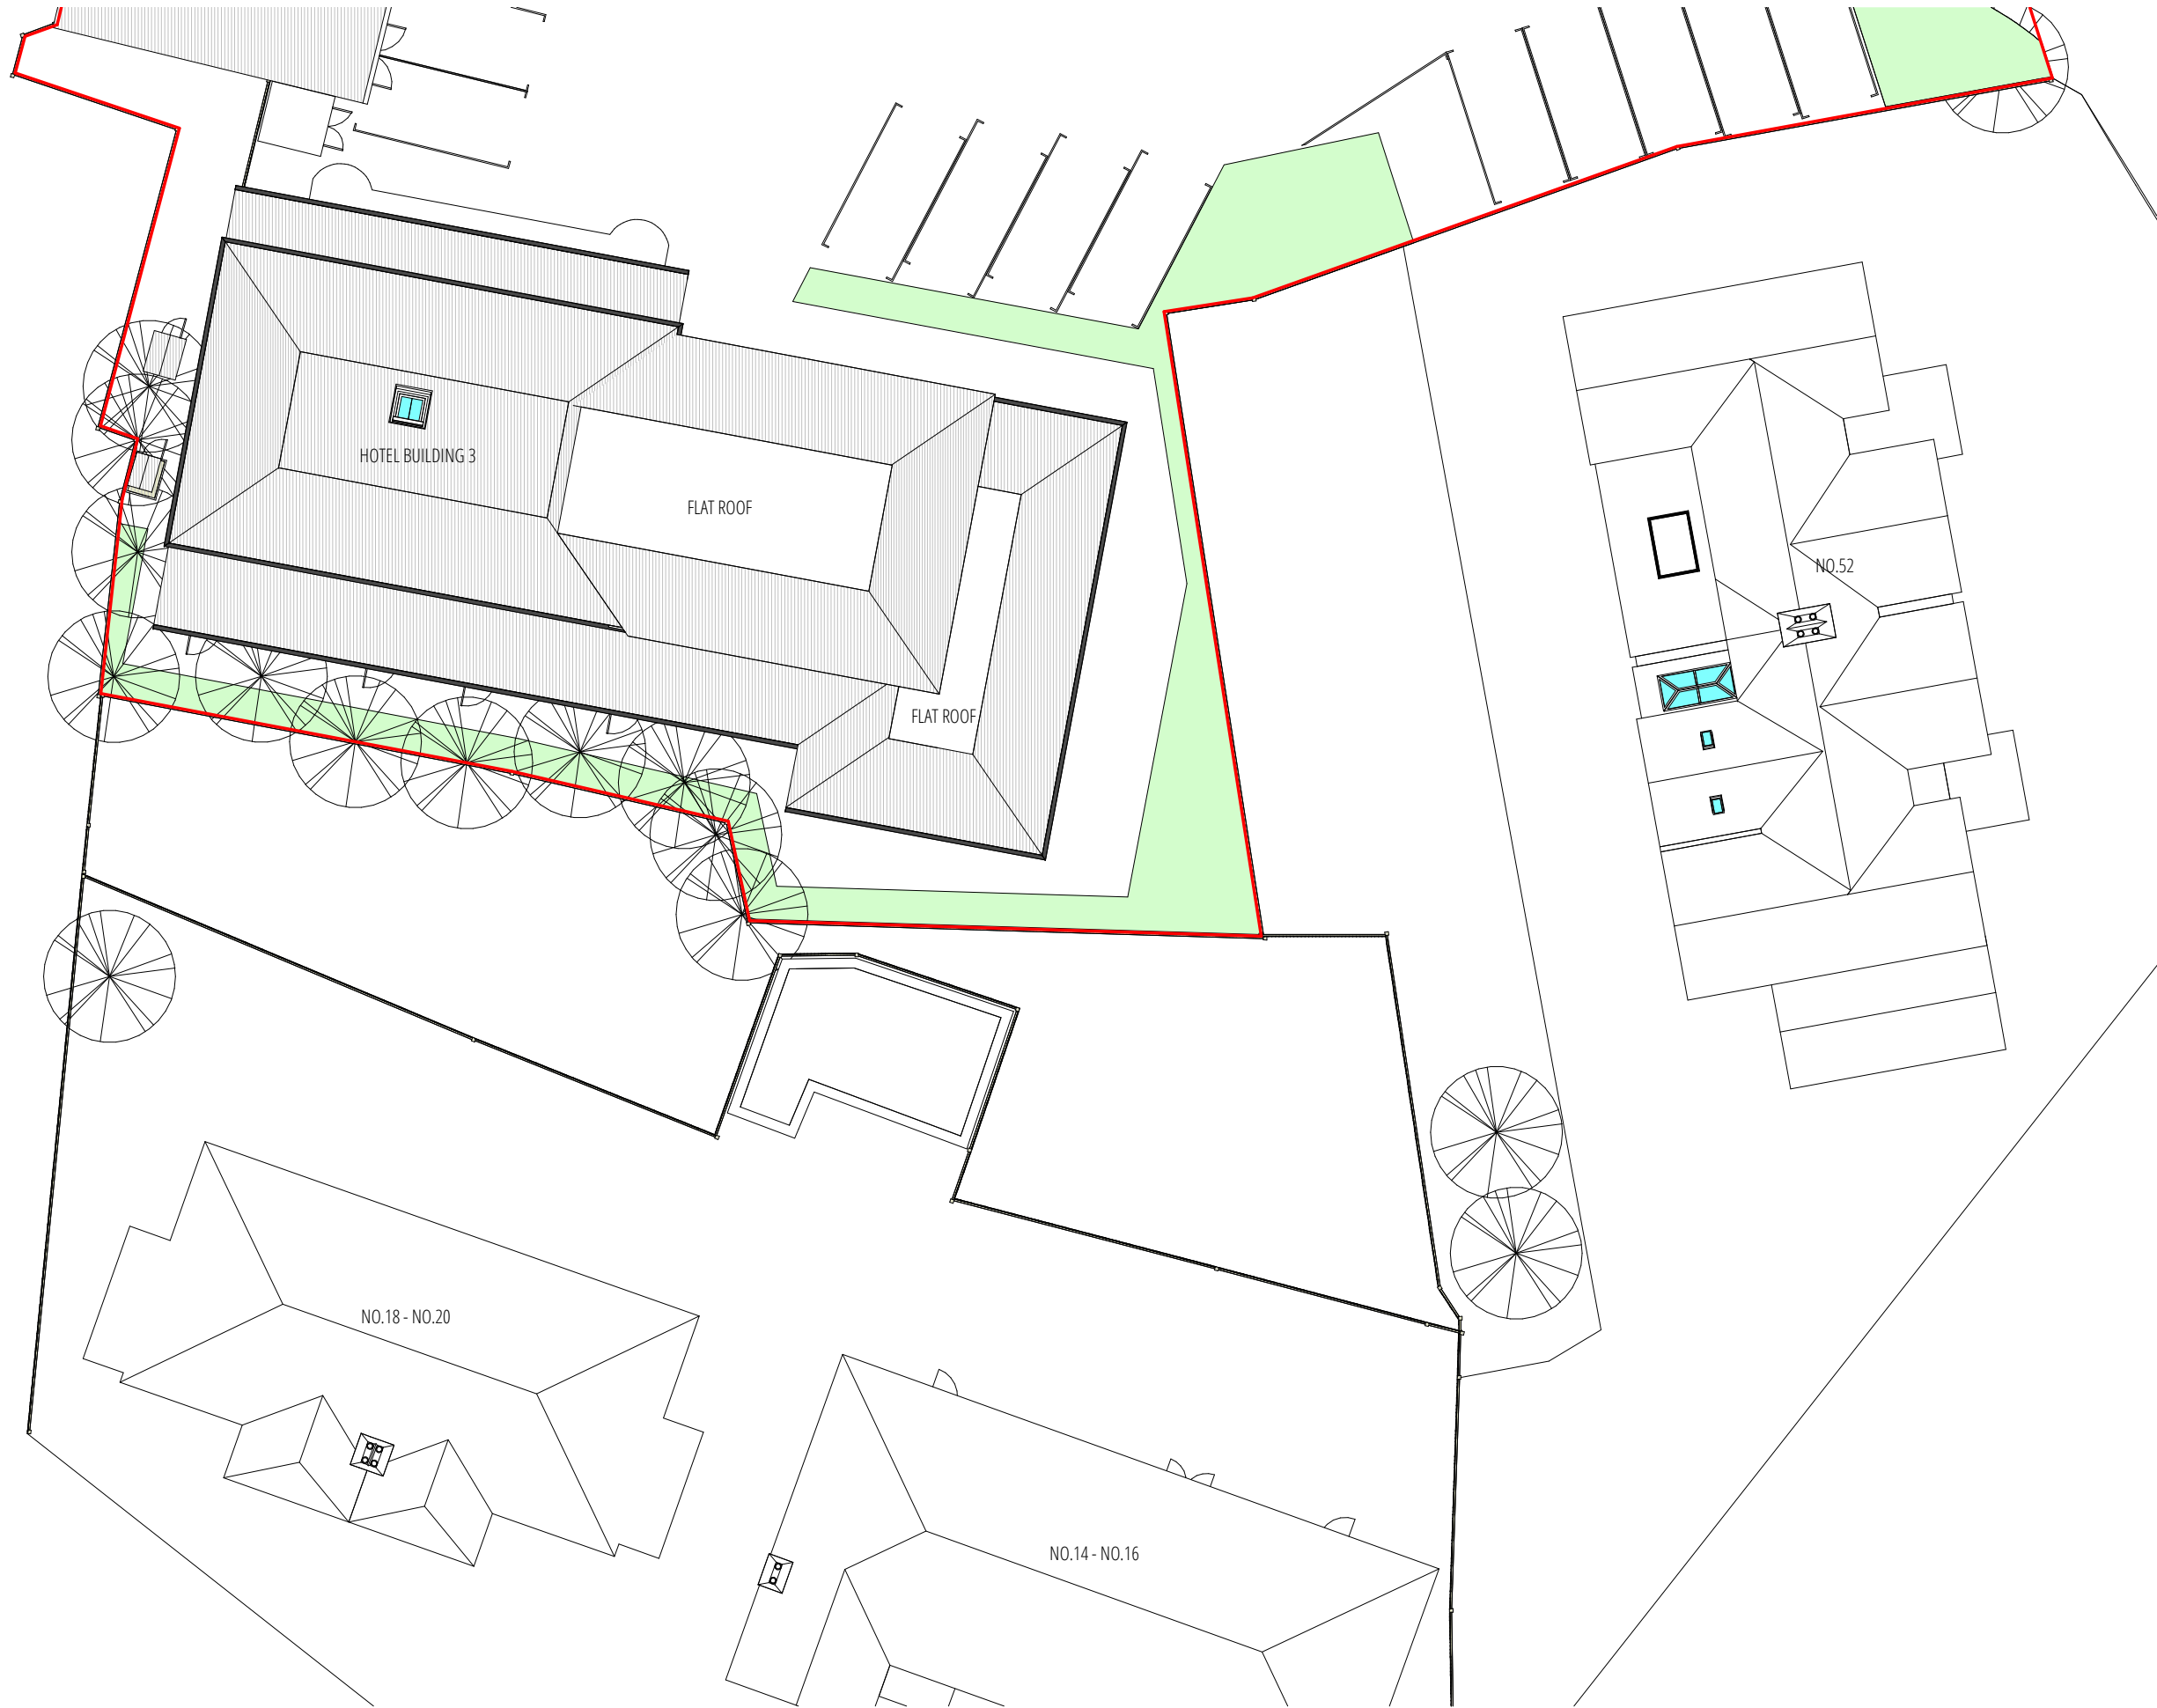 HOTEL BUILDING 3
FLAT ROOF
NO.52
FLAT ROOF
NO.18 - NO.20
NO.14 - NO.16